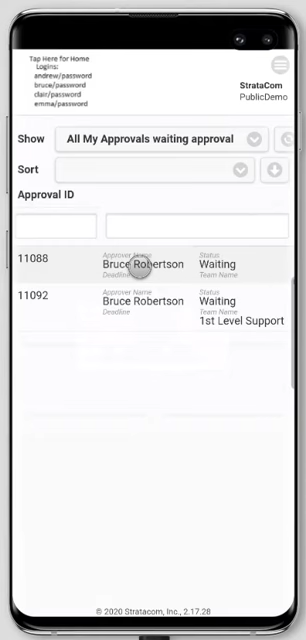 Tap Here for Home
Logins:
andrew/password
bruce/password
clair/password
emma/password
StrataCom
PublicDemo
Show All My Approvals waiting approval
Sort
Approval ID
11088 Approver Name Status
Bruce Robertson Waiting
Deadline Team Name
11092 Approver Name Status
Bruce Robertson Waiting
Deadline Team Name
1st Level Support
© 2020 Stratacom, Inc., 2.17.28